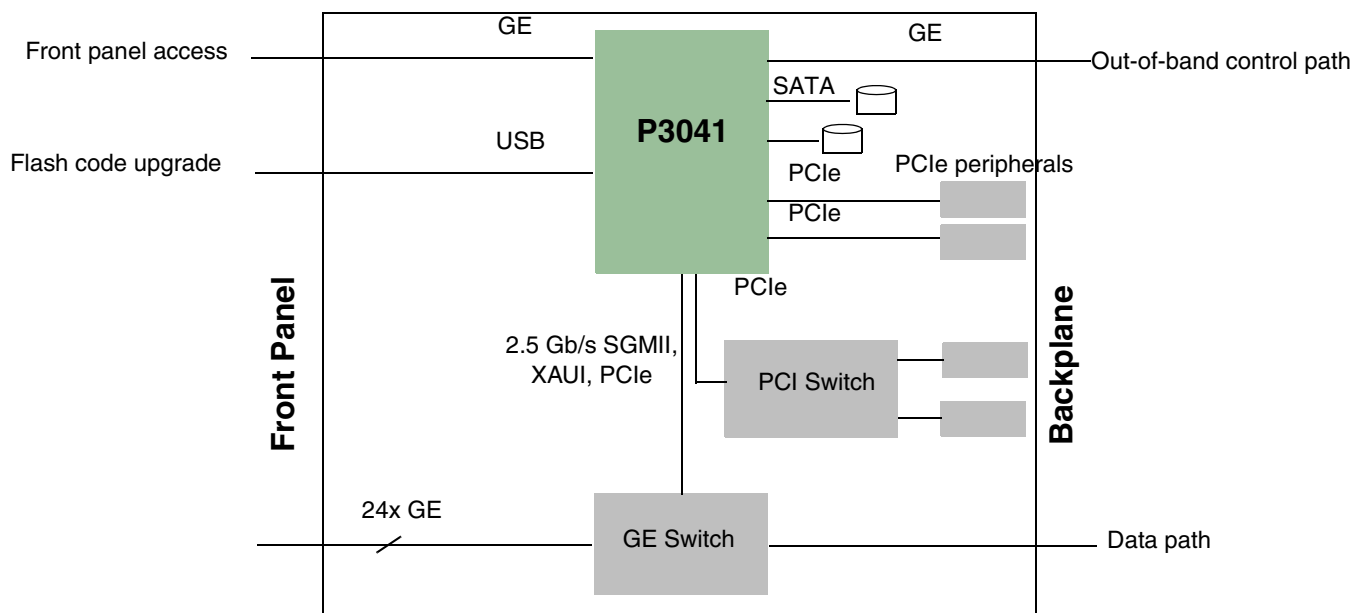 GE
GE
Front panel access
Out-of-band control path
SATA
P3041
USB
Flash code upgrade
PCIe
PCIe peripherals
PCIe
PCIe
Front Panel
Backplane
2.5 Gb/s SGMII,
XAUI, PCIe
PCI Switch
24x GE
GE Switch
Data path